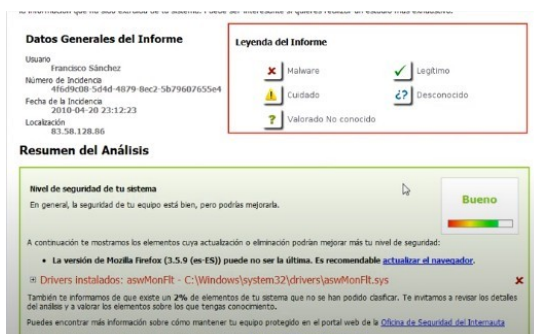 la información que ha sido extraída de tu sistema. Puede ser interesante si quieres realizar un estudio más exhaustivo.
Datos Generales del Informe
Usuario
Francisco Sánchez
Número de Incidencia
4f6d9c08-5d4d-4879-8ec2-5b79607655e4
Fecha de la Incidencia
2010-04-20 23:12:23
Localización
83.58.128.86
Leyenda del Informe
Malware
Legítimo
Cuidado
¿? Desconocido
? Valorado No conocido
Resumen del Análisis
Nivel de seguridad de tu sistema
En general, la seguridad de tu equipo está bien, pero podrías mejorarla.
Bueno
A continuación te mostramos los elementos cuya actualización o eliminación podrían mejorar más tu nivel de seguridad:
• La versión de Mozilla Firefox (3.5.9 (es-ES)) puede no ser la última. Es recomendable actualizar el navegador.
Drivers instalados: aswMonFlt - C:\Windows\system32\drivers\aswMonFlt.sys
También te informamos de que existe un 2% de elementos de tu sistema que no se han podido clasificar. Te invitamos a revisar los detalles
del análisis y a valorar los elementos sobre los que tengas conocimiento.
Puedes encontrar más información sobre cómo mantener tu equipo protegido en el portal web de la Oficina de Seguridad del Internauta